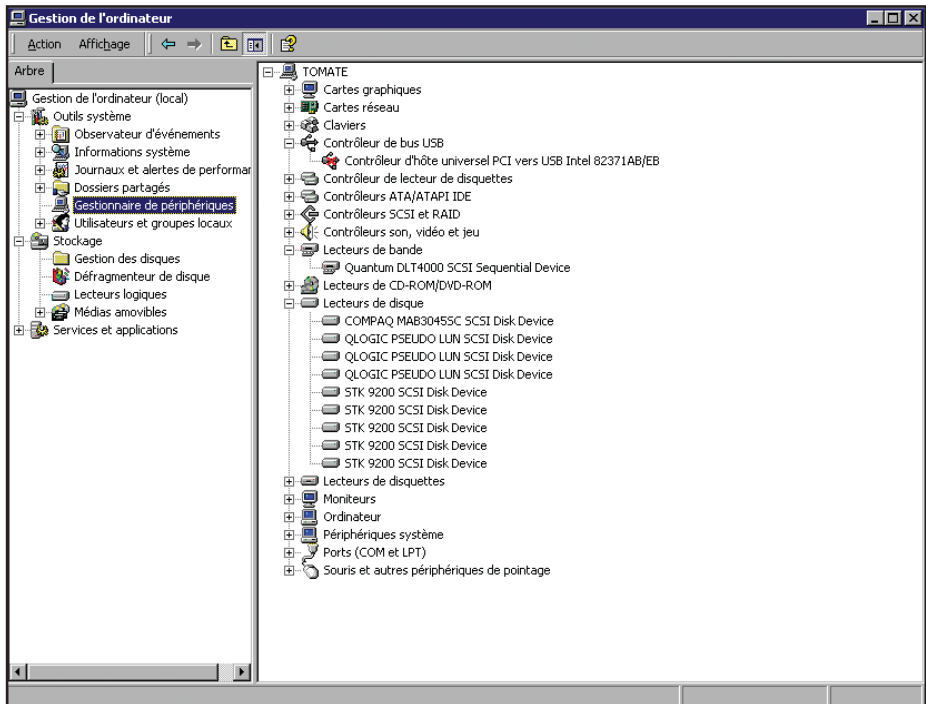 Gestion de l'ordinateur
Action Affichage
Arbre
Gestion de l'ordinateur (local)
Outils système
Observateur d'événements
Informations système
Journaux et alertes de performar
Dossiers partagés
Gestionnaire de périphériques
Utilisateurs et groupes locaux
Stockage
Gestion des disques
Défragmenteur de disque
Lecteurs logiques
Médias amovibles
Services et applications
TOMATE
Cartes graphiques
Cartes réseau
Claviers
Contrôleur de bus USB
Contrôleur d'hôte universel PCI vers USB Intel 82371AB/EB
Contrôleur de lecteur de disquettes
Contrôleurs ATA/ATAPI IDE
Contrôleurs SCSI et RAID
Contrôleurs son, vidéo et jeu
Lecteurs de bande
Quantum DLT4000 SCSI Sequential Device
Lecteurs de CD-ROM/DVD-ROM
Lecteurs de disque
COMPAQ MAB3045SC SCSI Disk Device
QLOGIC PSEUDO LUN SCSI Disk Device
QLOGIC PSEUDO LUN SCSI Disk Device
QLOGIC PSEUDO LUN SCSI Disk Device
STK 9200 SCSI Disk Device
STK 9200 SCSI Disk Device
STK 9200 SCSI Disk Device
STK 9200 SCSI Disk Device
STK 9200 SCSI Disk Device
Lecteurs de disquettes
Moniteurs
Ordinateur
Périphériques système
Ports (COM et LPT)
Souris et autres périphériques de pointage